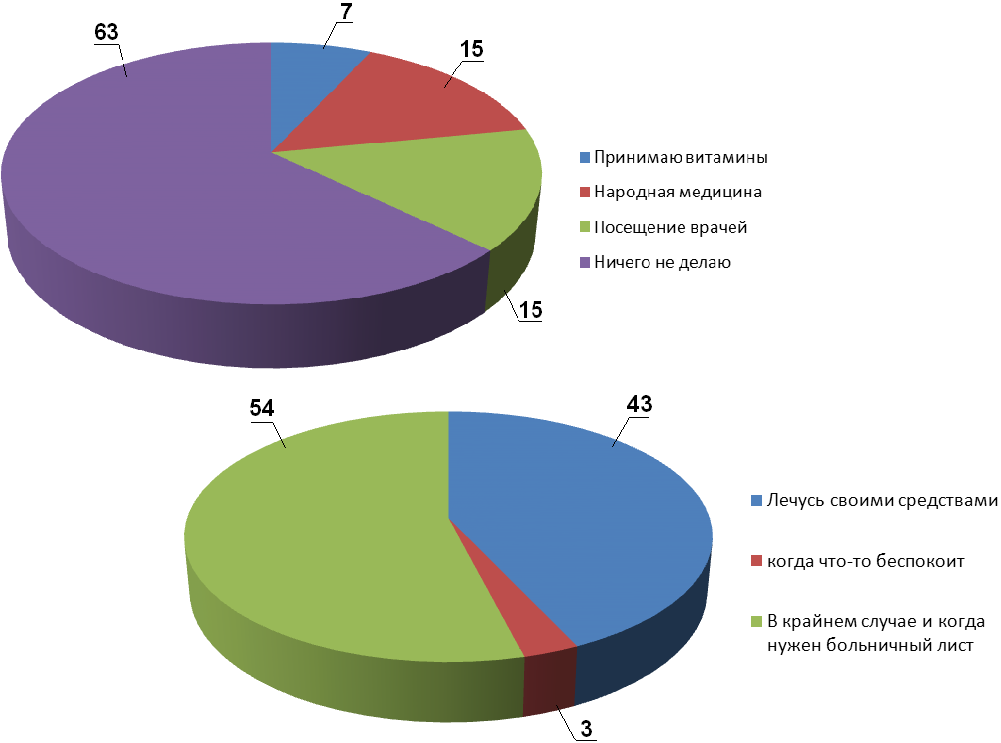 63
7
15
Принимаю витамины
Народная медицина
Посещение врачей
Ничего не делаю
15
54
43
Лечусь своими средствами
когда что-то беспокоит
В крайнем случае и когда
нужен больничный лист
3